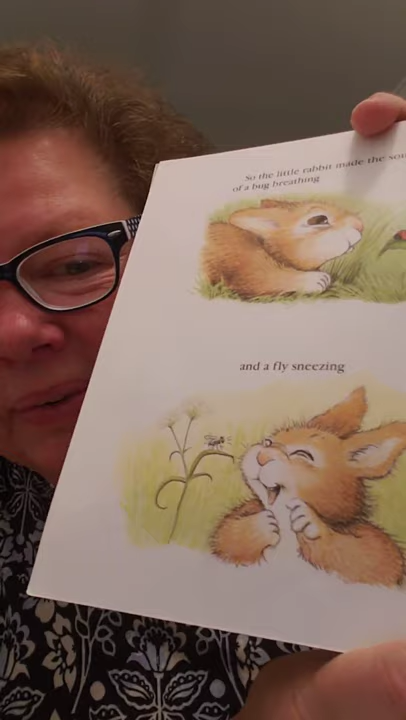 So the little rabbit made the
of a bug breathing
and a fly sneezing